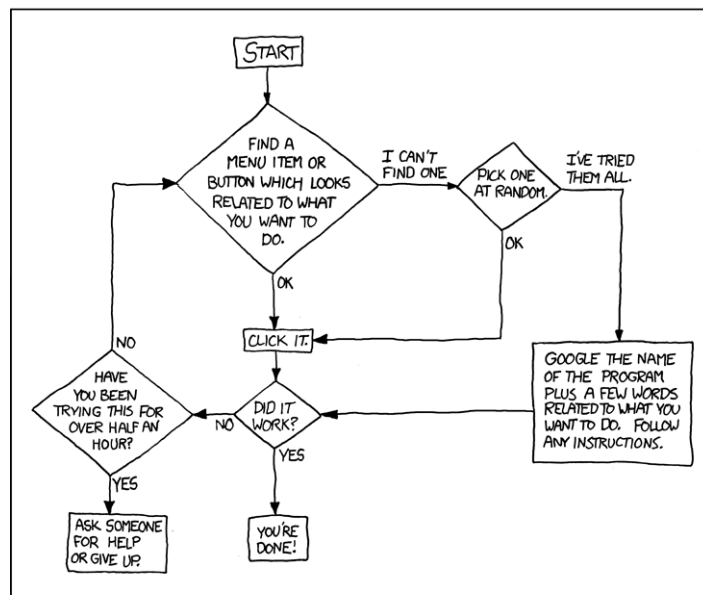 START
FIND A
MENU ITEM OR
BUTTON WHICH LOOKS
RELATED TO WHAT
YOU WANT TO
DO.
I CAN'T
FIND ONE
PICK ONE
AT RANDOM.
I'VE TRIED
THEM ALL.
OK
OK
CLICK IT.
NO
GOOGLE THE NAME
OF THE PROGRAM
PLUS A FEW WORDS
RELATED TO WHAT YOU
WANT TO DO. FOLLOW
ANY INSTRUCTIONS.
HAVE
YOU BEEN
TRYING THIS FOR
OVER HALF AN
HOUR?
NO
DID IT
WORK?
YES
YES
ASK SOMEONE
FOR HELP
OR GIVE UP.
YOU'RE
DONE!